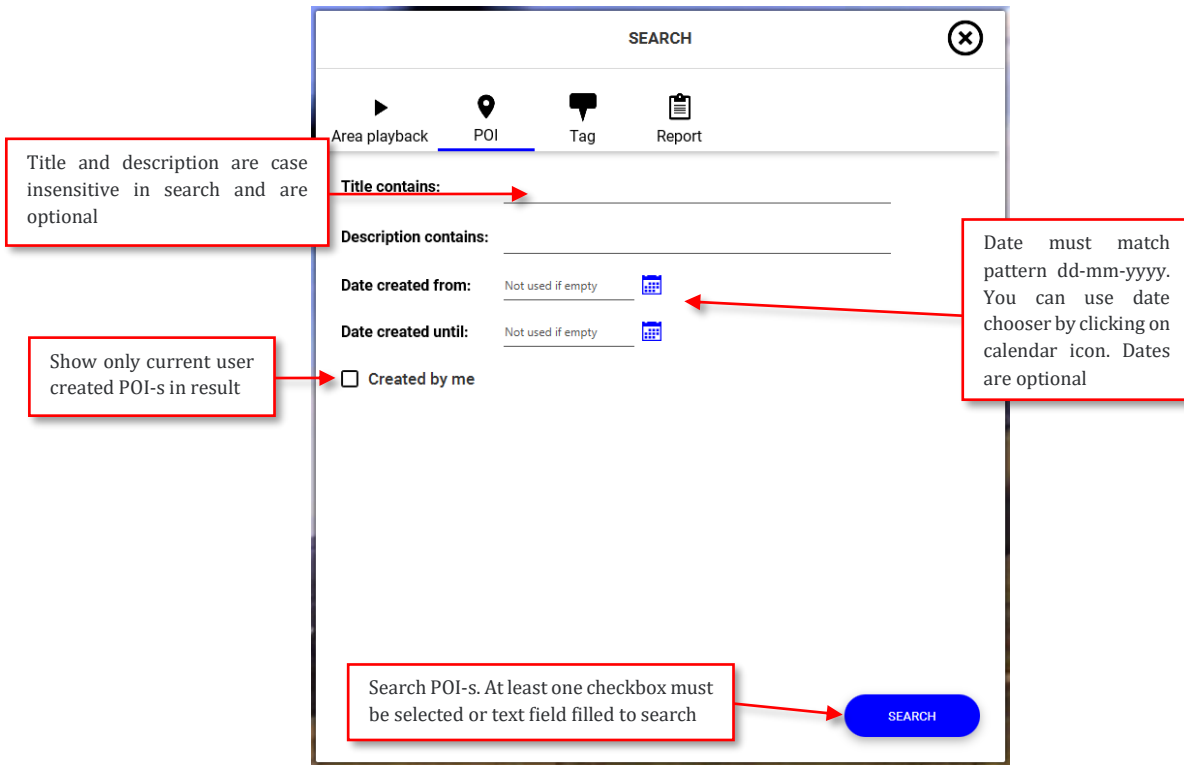 SEARCH
Area playback
POI
Tag
Report
Title and description are case
insensitive in search and are
optional
Title contains:
Description contains:
Date created from:
Not used if empty
Date created until:
Not used if empty
Date must match
pattern dd-mm-yyyy.
You can use date
chooser by clicking on
calendar icon. Dates
are optional
Show only current user
created POI-s in result
Created by me
Search POI-s. At least one checkbox must
be selected or text field filled to search
SEARCH